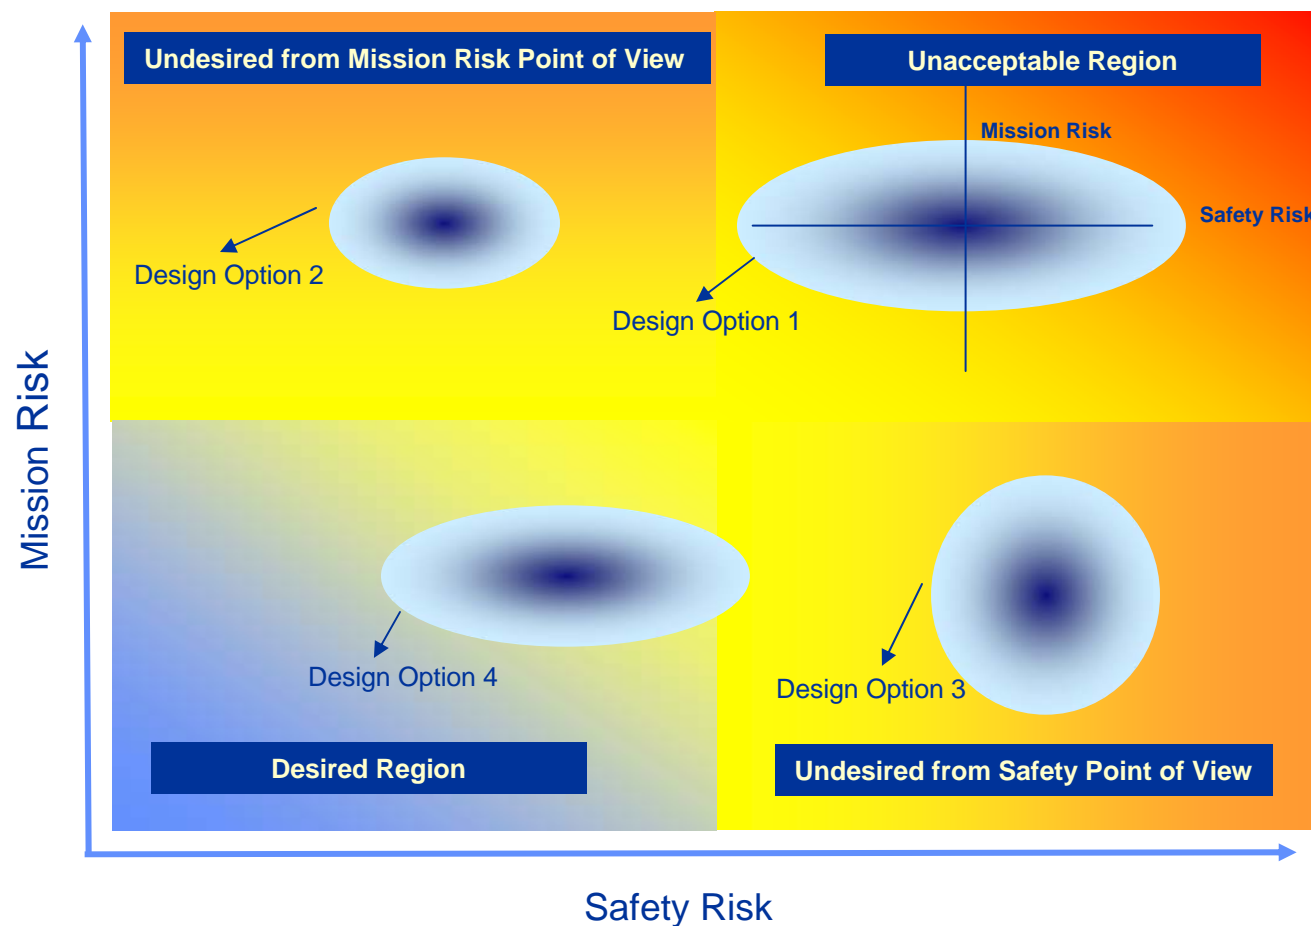 Undesired from Mission Risk Point of View
Unacceptable Region
Mission Risk
Safety Risk
Design Option 2
Design Option 1
Mission Risk
Design Option 4
Design Option 3
Desired Region
Undesired from Safety Point of View
Safety Risk